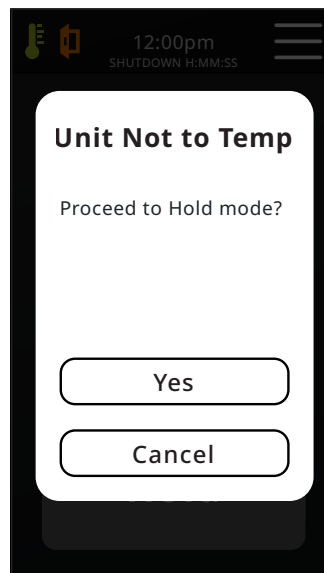 12:00pm
SHUTDOWN H:MM:SS
Unit Not to Temp
Proceed to Hold mode?
Yes
Cancel